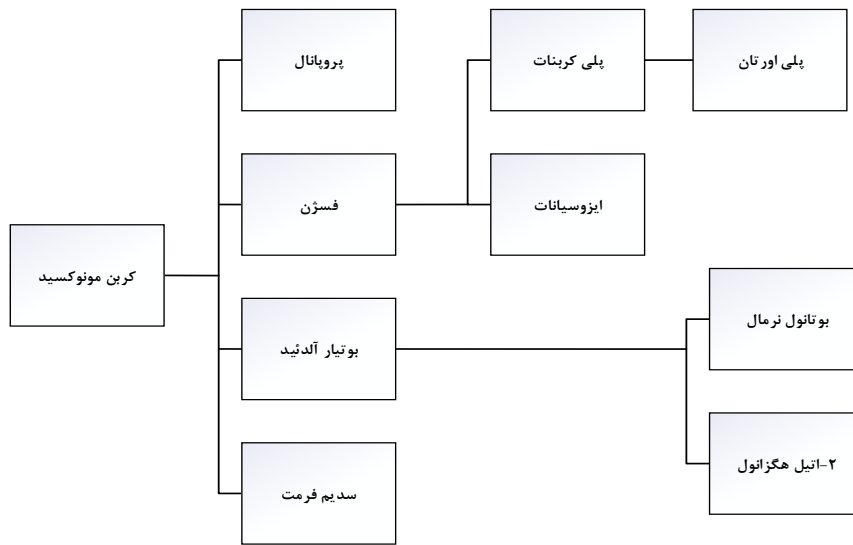 پروپانال
پلی کربنات
پلی اورتان
فسژن
ایزوسیانات
کربن مونوکسید
بوتیار آلدئید
بوتانول نرمال
۲-اتیل هگزانول
سدیم فرمت